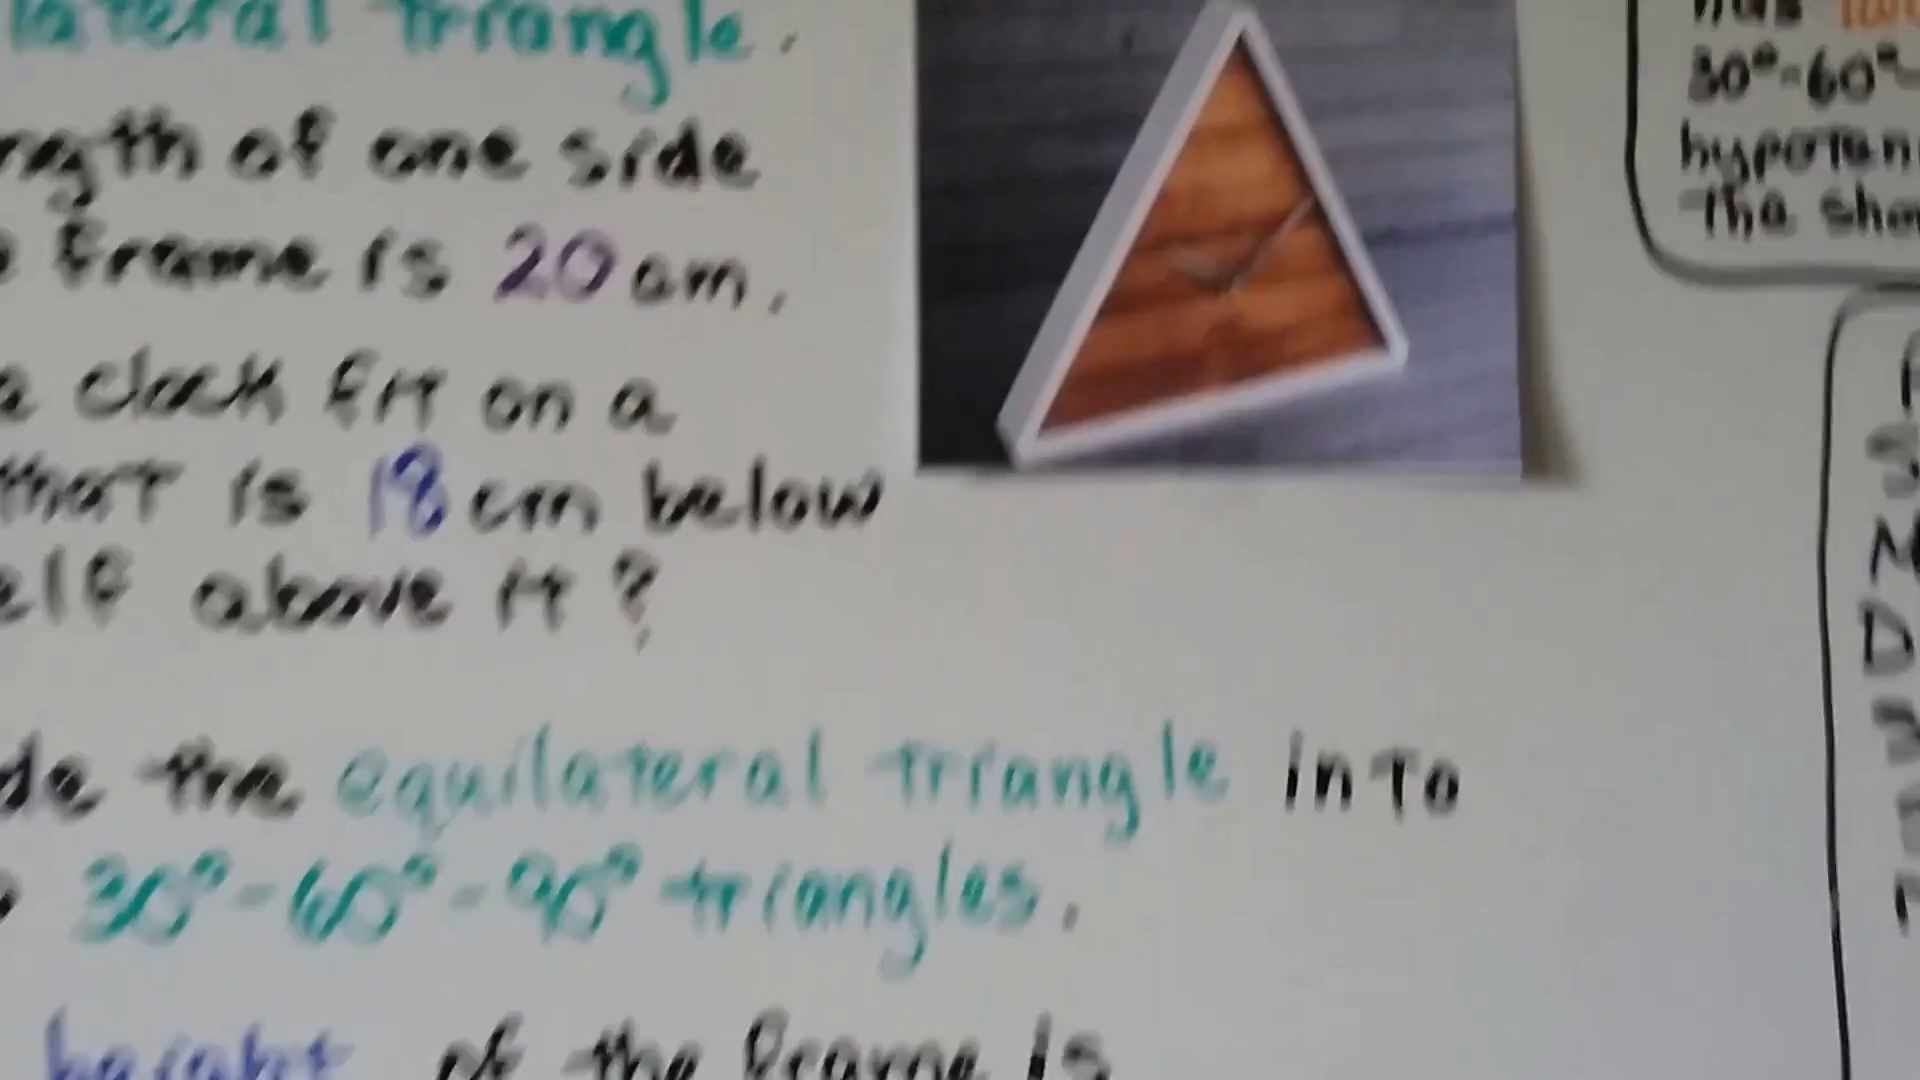 lateral triangle.
ngth of one side
frame is 20 cm.
clock fit on a
that is 18 cm below
elf above it?
de the equilateral triangle into
30°-60°-90° triangles.
height of the frame is
has
30°-60°-
hypoten
The sho